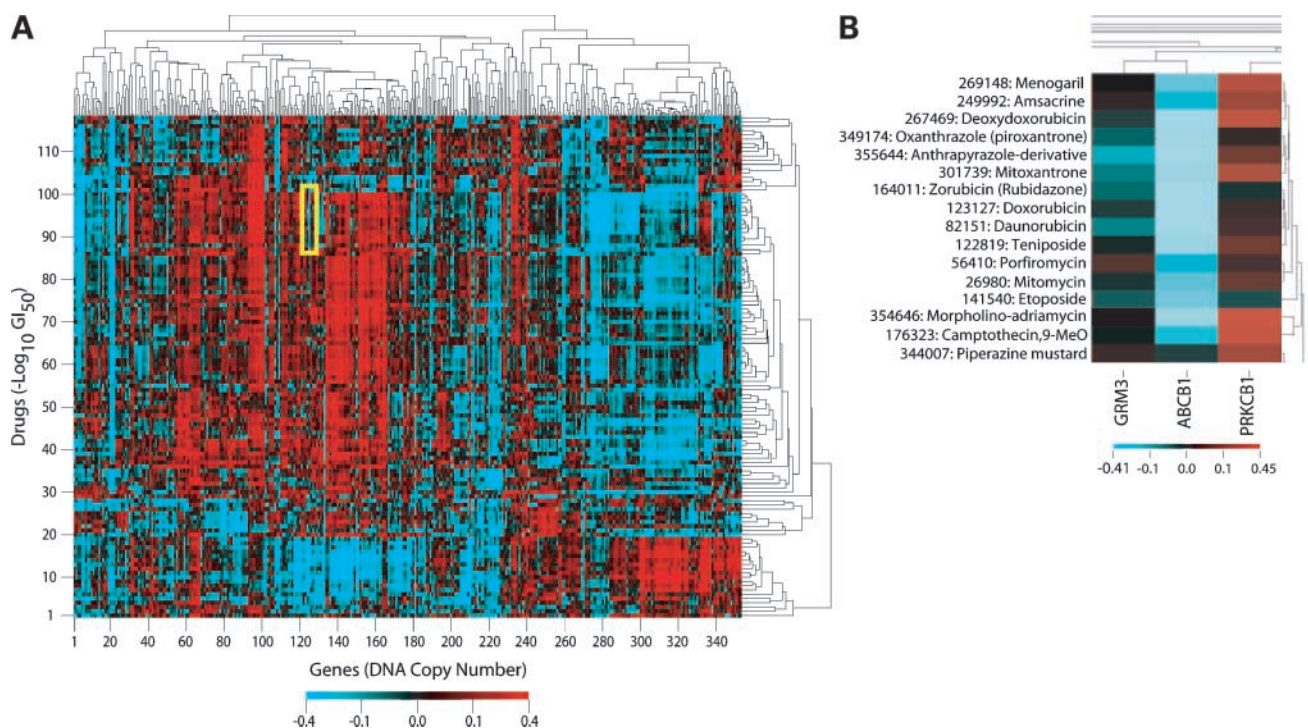 A
Drugs (-Log10 GI50)
110
100
90
80
70
60
50
40
30
20
10
1
1 20 40 60 80 100 120 140 160 180 200 220 240 260 280 300 320 340
Genes (DNA Copy Number)
-0.4 -0.1 0.0 0.1 0.4
B
269148: Menogaril
249992: Amsacrine
267469: Deoxydoxorubicin
349174: Oxanthrazole (piroxantrone)
355644: Anthrapyrazole-derivative
301739: Mitoxantrone
164011: Zorubicin (Rubidazone)
123127: Doxorubicin
82151: Daunorubicin
122819: Teniposide
56410: Porfiromycin
26980: Mitomycin
141540: Etoposide
354646: Morpholino-adriamycin
176323: Camptothecin,9-MeO
344007: Piperazine mustard
GRM3
ABCB1
PRKCB1
-0.41 -0.1 0.0 0.1 0.45